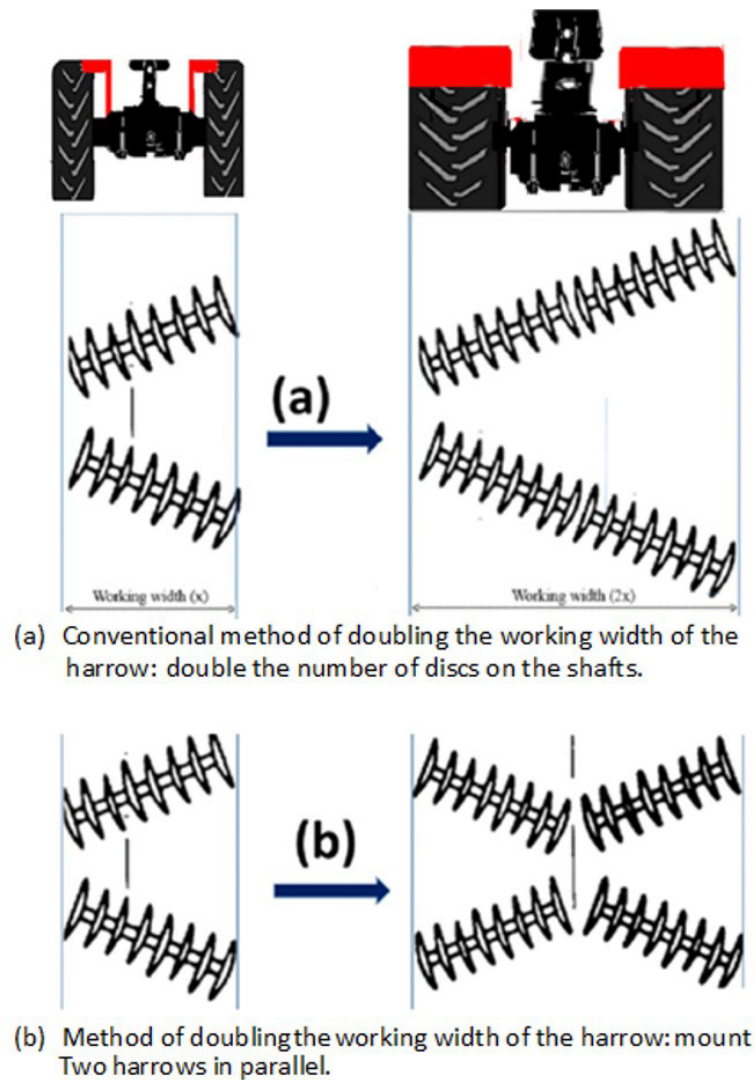 (a)
Working width (x)
Working width (2x)
(a) Conventional method of doubling the working width of the
harrow: double the number of discs on the shafts.
(b)
(b) Method of doubling the working width of the harrow: mount
Two harrows in parallel.